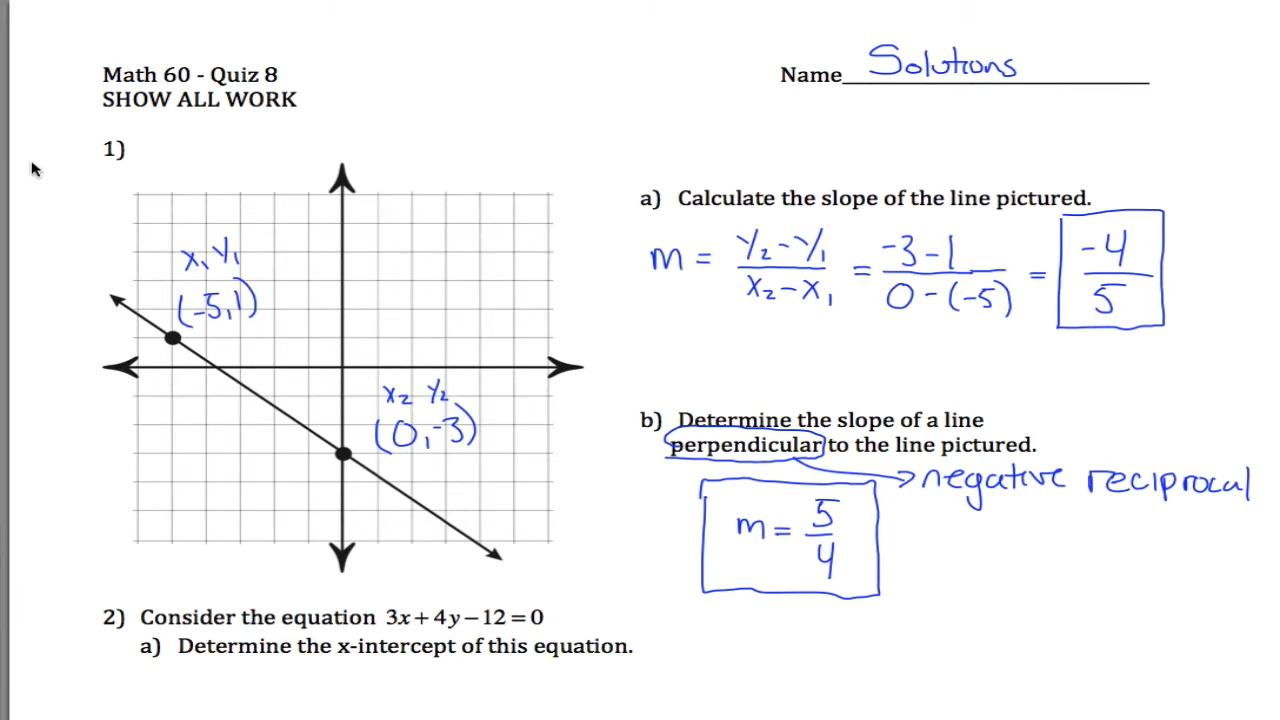 Math 60 - Quiz 8
SHOW ALL WORK
Name Solutions
1)
x₁ y₁
(-5,1)
x₂ y₂
(0,-3)
a) Calculate the slope of the line pictured.
m = y₂-y₁/x₂-x₁ = -3-1/0-(-5) = -4/5
b) Determine the slope of a line
perpendicular to the line pictured.
negative reciprocal
m = 5/4
2) Consider the equation 3x+4y−12=0
a) Determine the x-intercept of this equation.